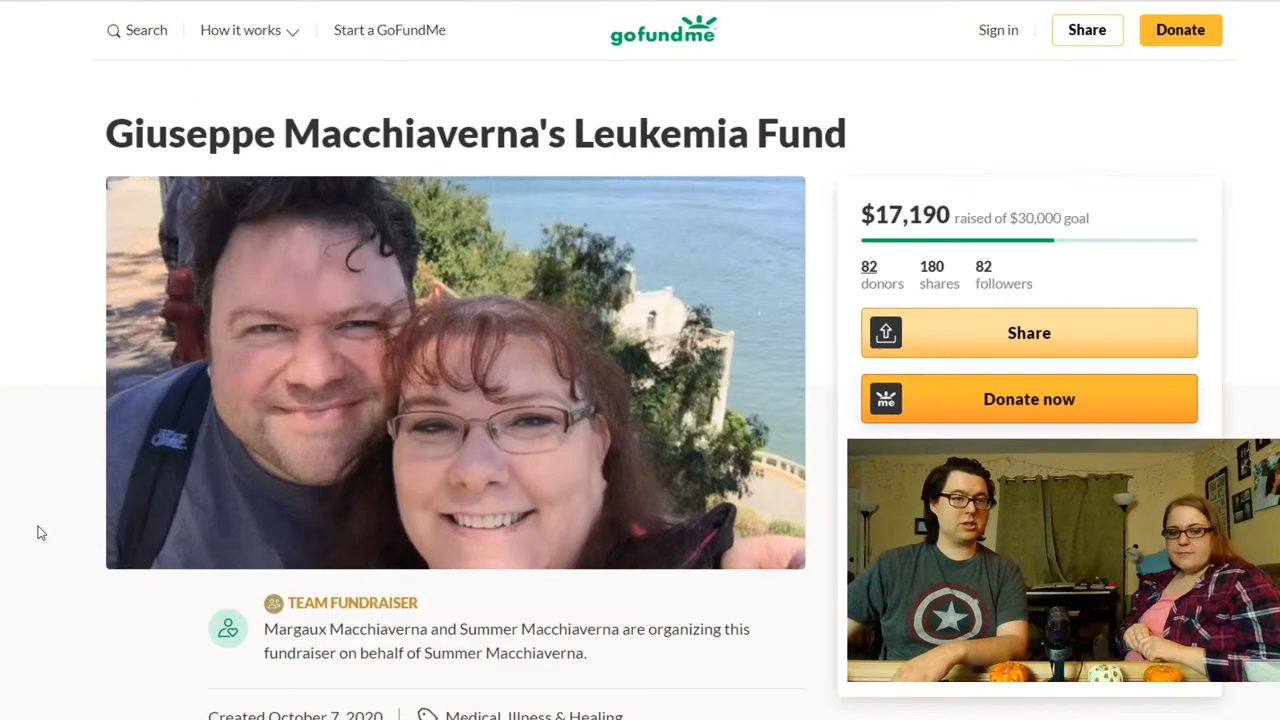 Search
How it works
Start a GoFundMe
gofundme
Sign in
Share
Donate
Giuseppe Macchiaverna's Leukemia Fund
$17,190 raised of $30,000 goal
82
donors
180
shares
82
followers
Share
me
Donate now
TEAM FUNDRAISER
Margaux Macchiaverna and Summer Macchiaverna are organizing this
fundraiser on behalf of Summer Macchiaverna.
Created October 7, 2020
Medical, Illness & Healing